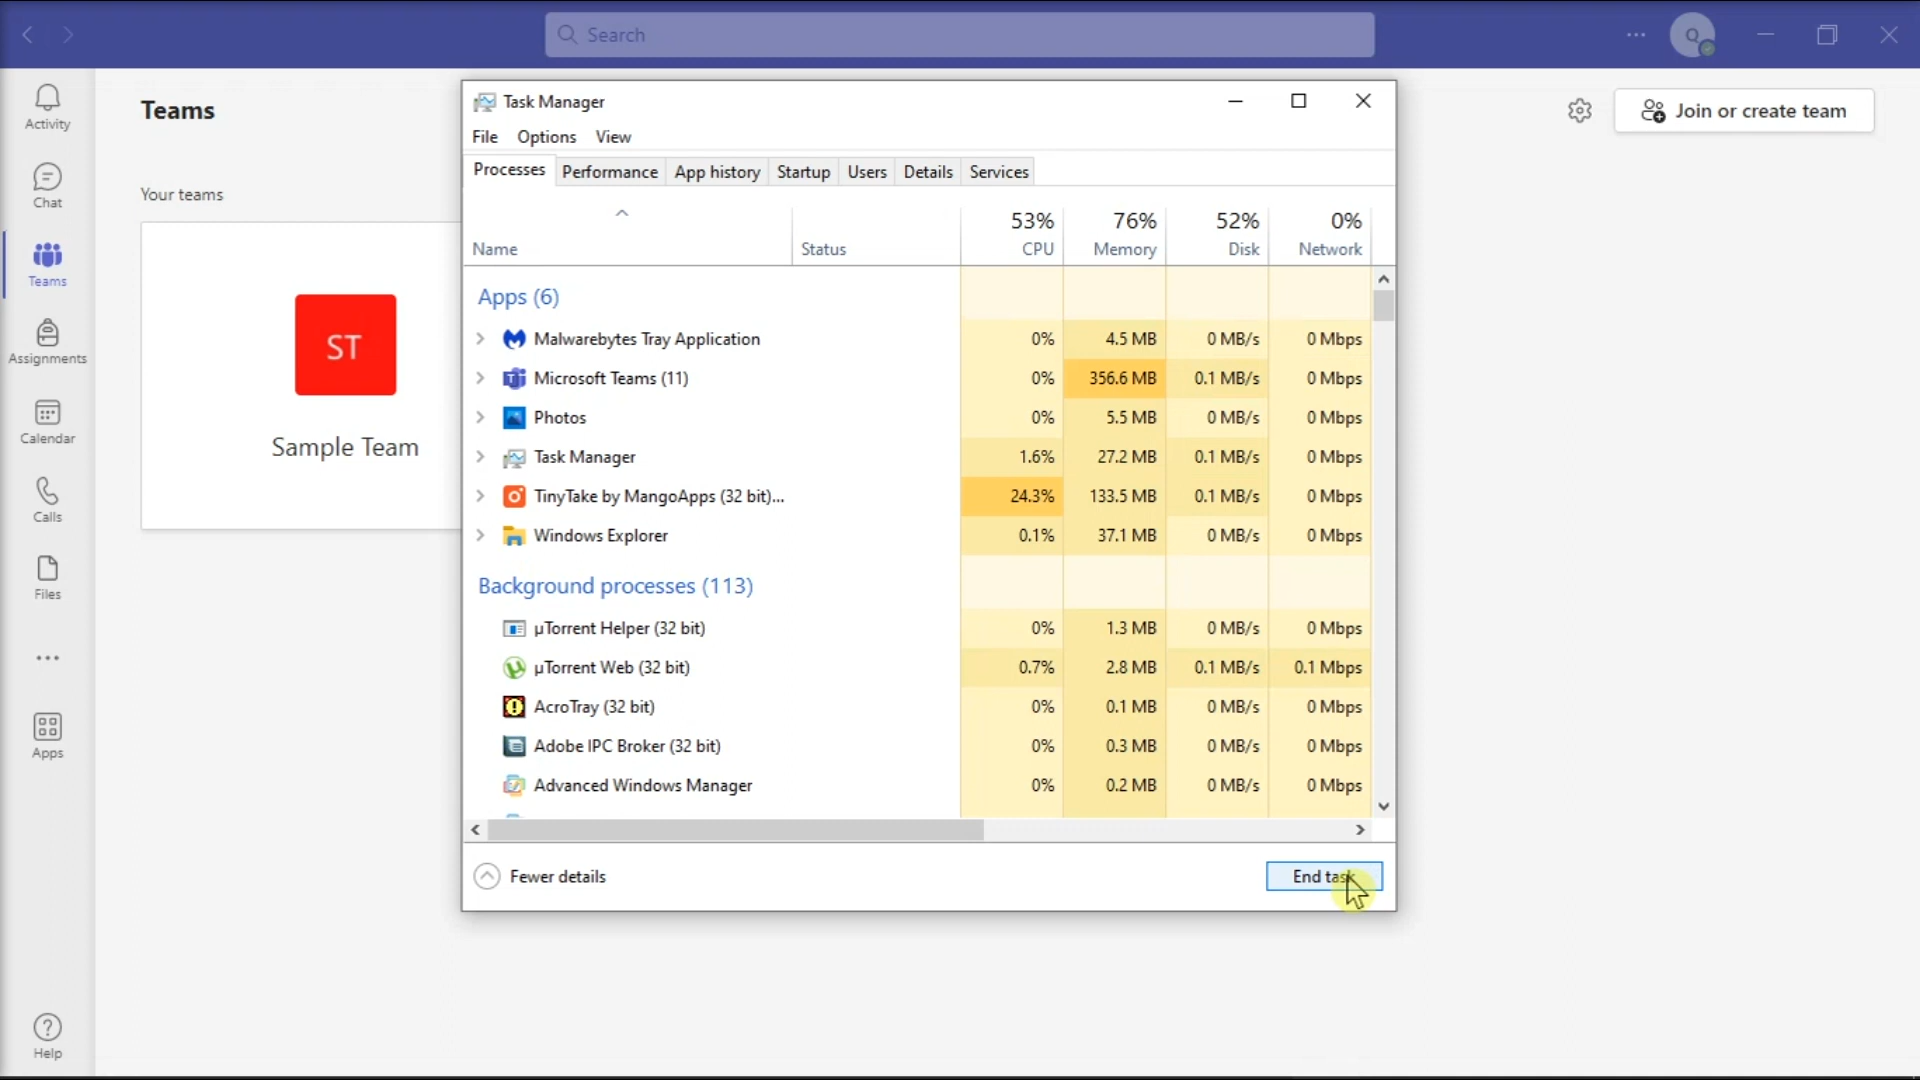 Search
Q
Activity
Chat
Teams
Assignments
Calendar
Calls
Files
Apps
Help
Teams
Join or create team
Your teams
ST
Sample Team
Task Manager
File Options View
Processes Performance App history Startup Users Details Services
53% 76% 52% 0%
Name Status CPU Memory Disk Network
Apps (6)
Malwarebytes Tray Application 0% 4.5 MB 0 MB/s 0 Mbps
Microsoft Teams (11) 0% 356.6 MB 0.1 MB/s 0 Mbps
Photos 0% 5.5 MB 0 MB/s 0 Mbps
Task Manager 1.6% 27.2 MB 0.1 MB/s 0 Mbps
TinyTake by MangoApps (32 bit)... 24.3% 133.5 MB 0.1 MB/s 0 Mbps
Windows Explorer 0.1% 37.1 MB 0 MB/s 0 Mbps
Background processes (113)
µTorrent Helper (32 bit) 0% 1.3 MB 0 MB/s 0 Mbps
µTorrent Web (32 bit) 0.7% 2.8 MB 0.1 MB/s 0.1 Mbps
AcroTray (32 bit) 0% 0.1 MB 0 MB/s 0 Mbps
Adobe IPC Broker (32 bit) 0% 0.3 MB 0 MB/s 0 Mbps
Advanced Windows Manager 0% 0.2 MB 0 MB/s 0 Mbps
Fewer details
End task